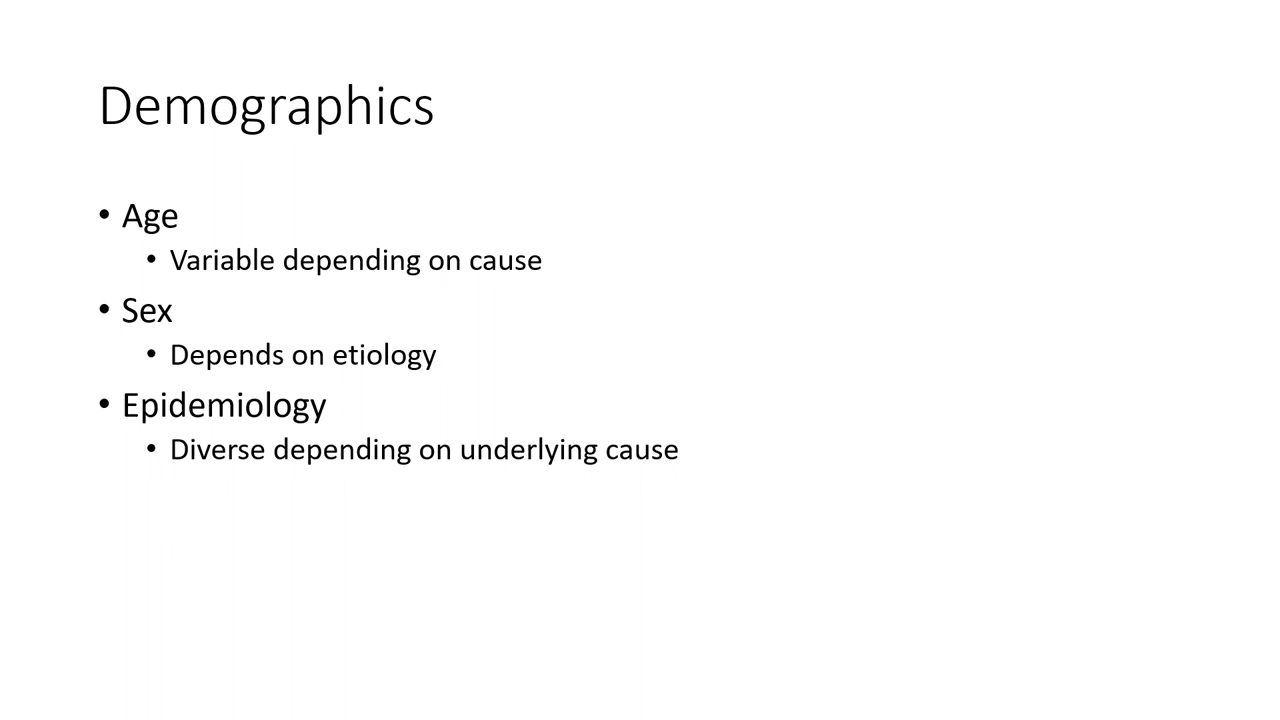 Demographics
• Age
• Variable depending on cause
• Sex
• Depends on etiology
• Epidemiology
• Diverse depending on underlying cause